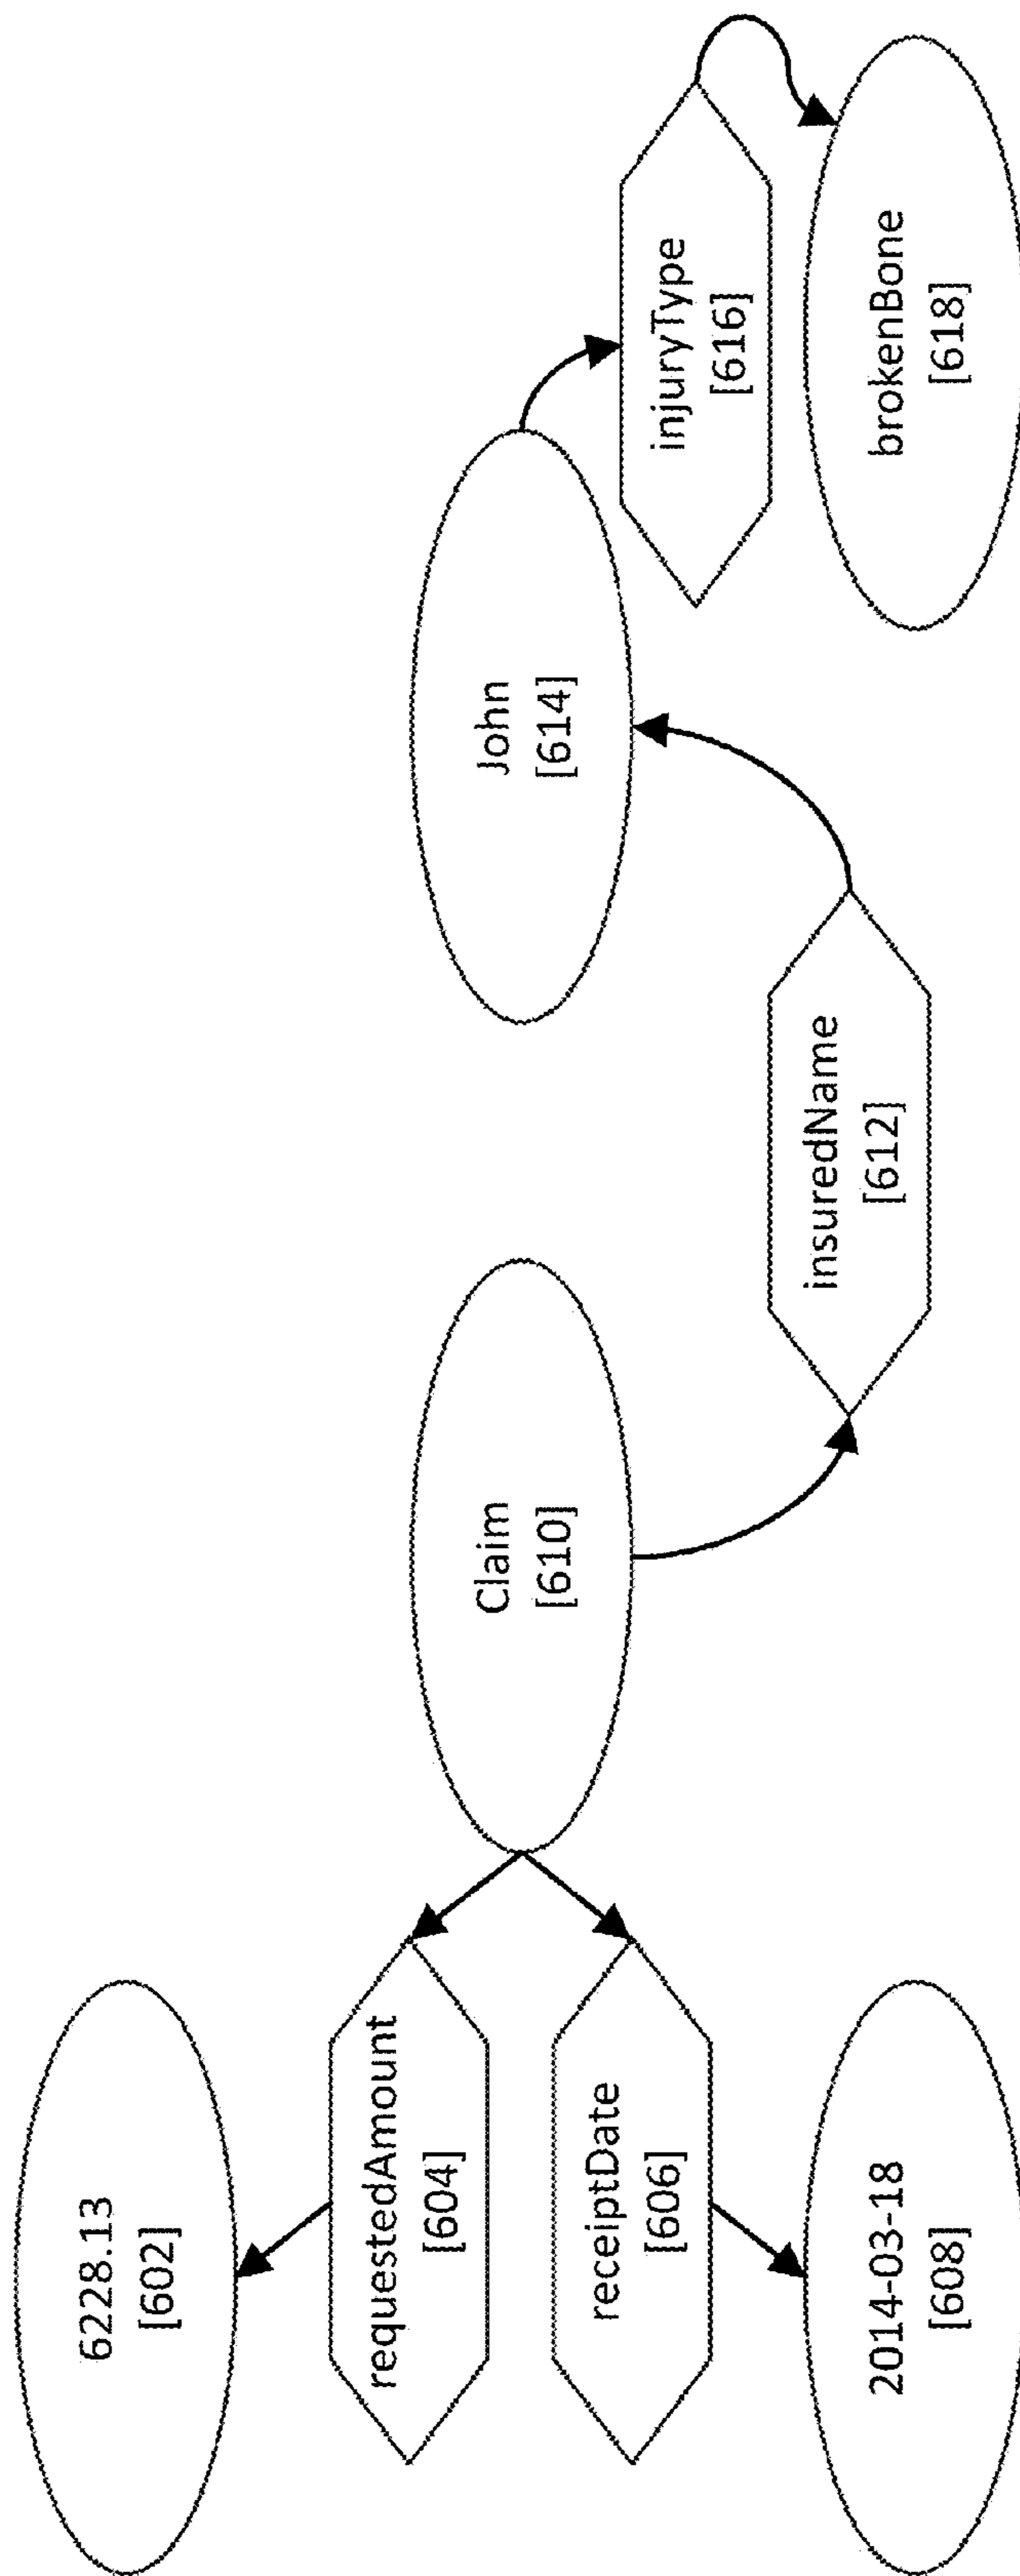 6228.13
[602]
requestedAmount
[604]
receiptDate
[606]
2014-03-18
[608]
Claim
[610]
insuredName
[612]
John
[614]
injuryType
[616]
brokenBone
[618]